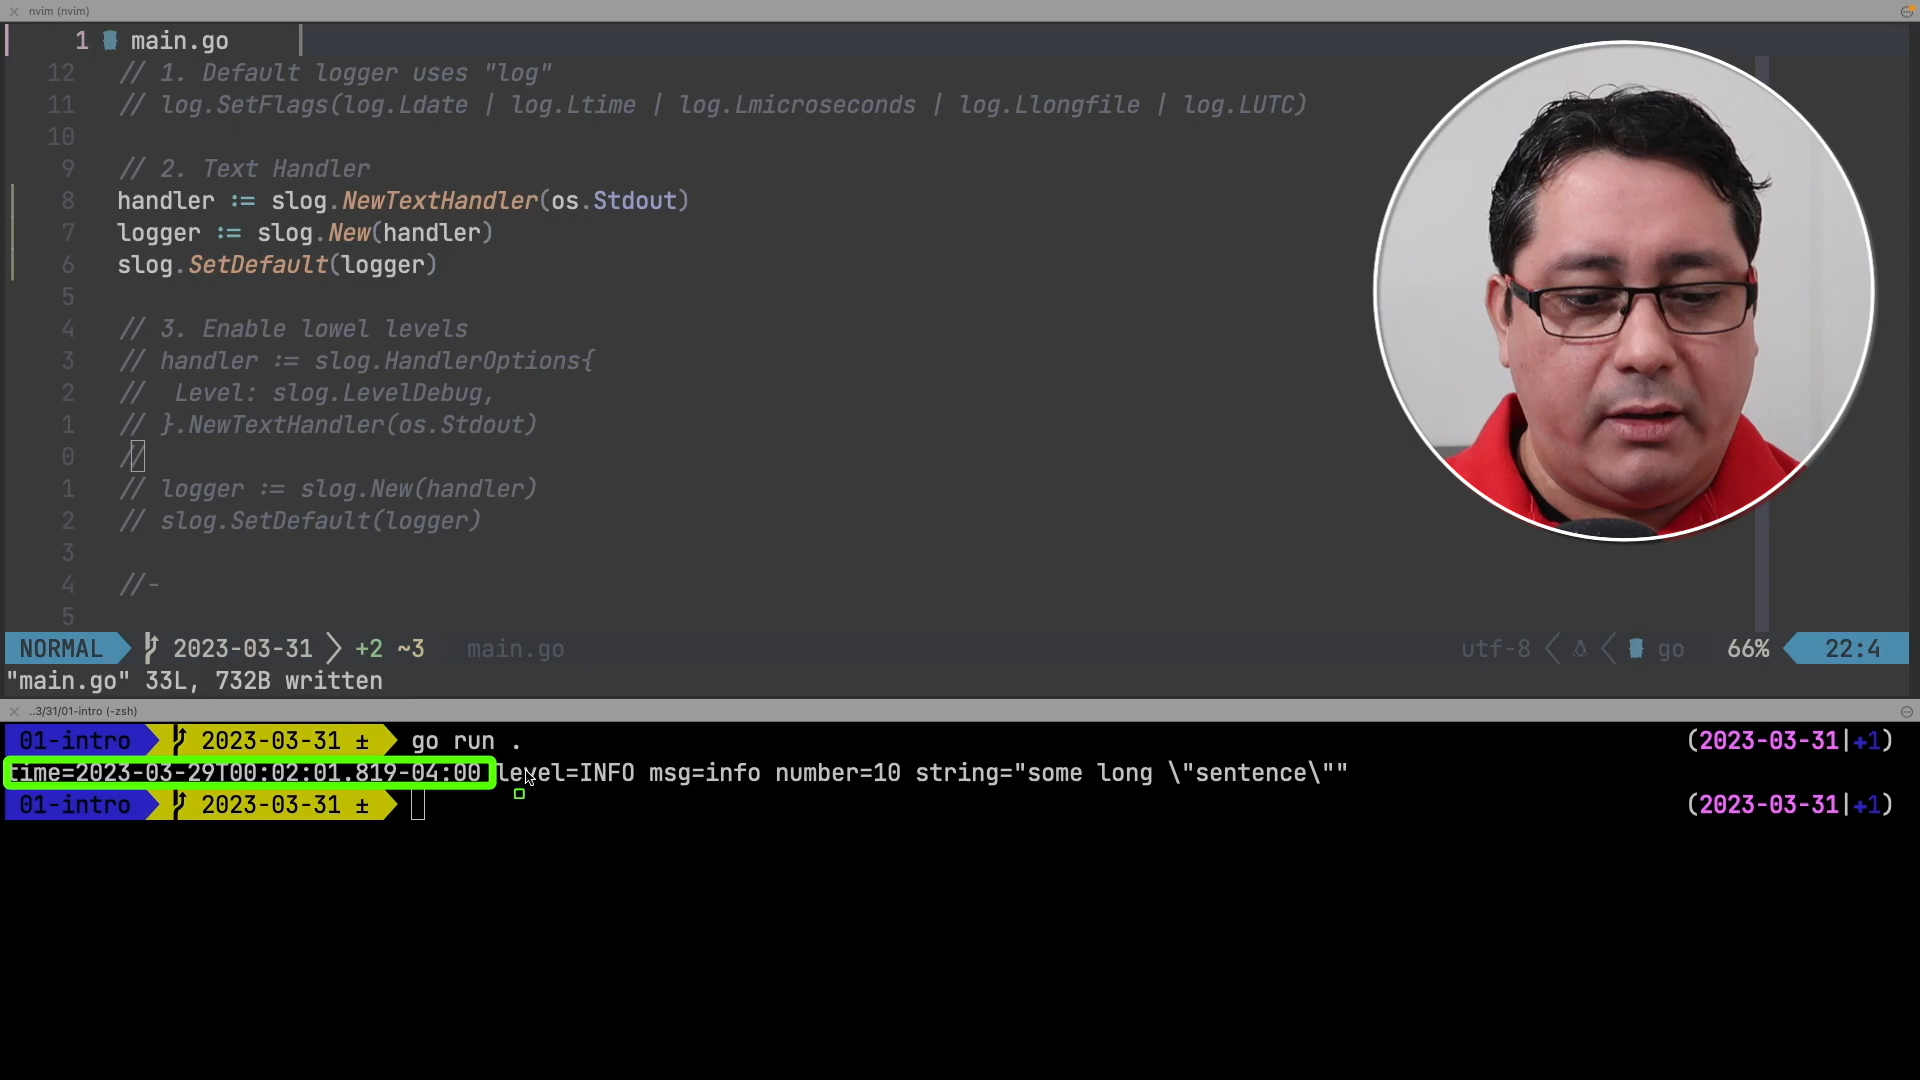 nvim (nvim)
1 main.go
12 // 1. Default logger uses "log"
11 // log.SetFlags(log.Ldate | log.Ltime | log.Lmicroseconds | log.Llongfile | log.LUTC)
10
9 // 2. Text Handler
8 handler := slog.NewTextHandler(os.Stdout)
7 logger := slog.New(handler)
6 slog.SetDefault(logger)
5
4 // 3. Enable lowel levels
3 // handler := slog.HandlerOptions{
2 //  Level: slog.LevelDebug,
1 // }.NewTextHandler(os.Stdout)
0 //
1 // logger := slog.New(handler)
2 // slog.SetDefault(logger)
3
4 //-
5
NORMAL 2023-03-31 +2 ~3 main.go utf-8 go 66% 22:4
"main.go" 33L, 732B written
..3/31/01-intro (-zsh)
01-intro 2023-03-31 ± go run . (2023-03-31|+1)
time=2023-03-29T00:02:01.819-04:00 level=INFO msg=info number=10 string="some long \"sentence\""
01-intro 2023-03-31 ± (2023-03-31|+1)